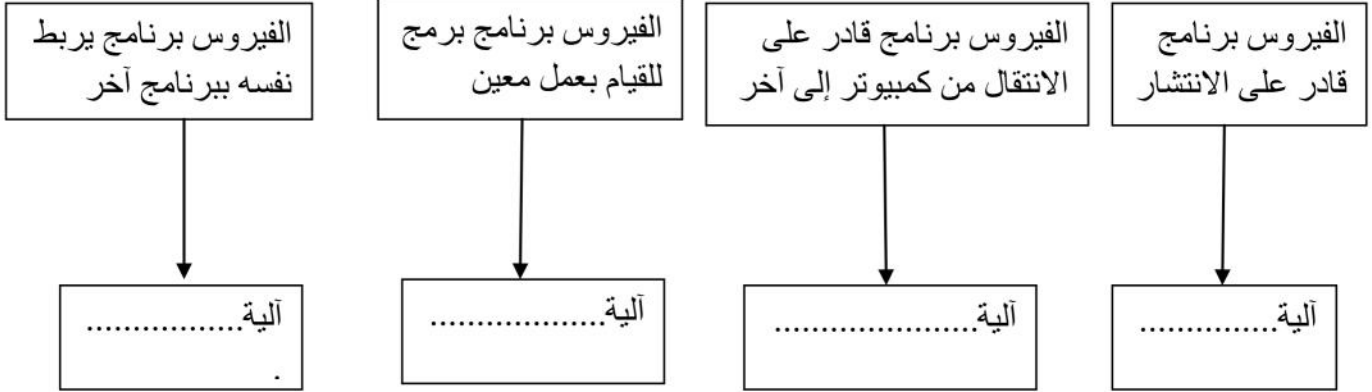 الفيروس برنامج
قادر على الانتشار
الفيروس برنامج قادر على
الانتقال من كمبيوتر إلى آخر
الفيروس برنامج برمج
للقيام بعمل معين
الفيروس برنامج يربط
نفسه ببرنامج آخر
آلية...............
آلية......................
آلية...................
آلية.................
.